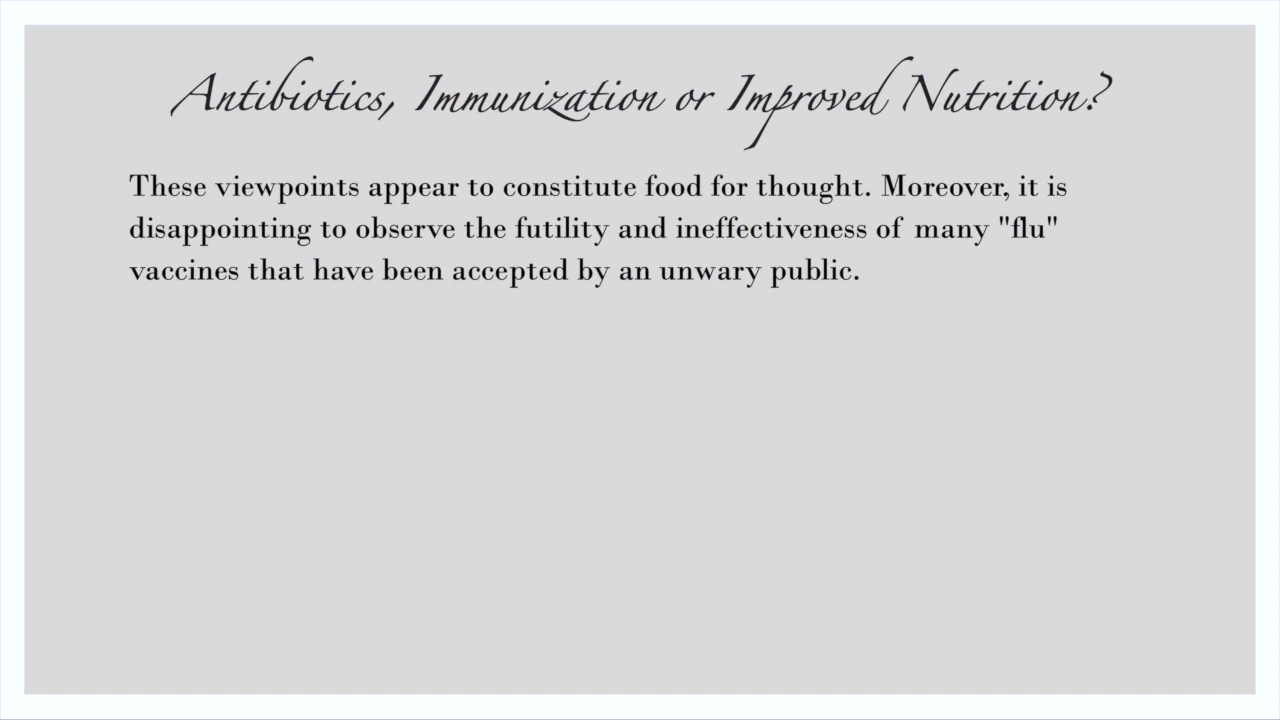 Antibiotics, Immunization or Improved Nutrition?
These viewpoints appear to constitute food for thought. Moreover, it is
disappointing to observe the futility and ineffectiveness of many "flu"
vaccines that have been accepted by an unwary public.